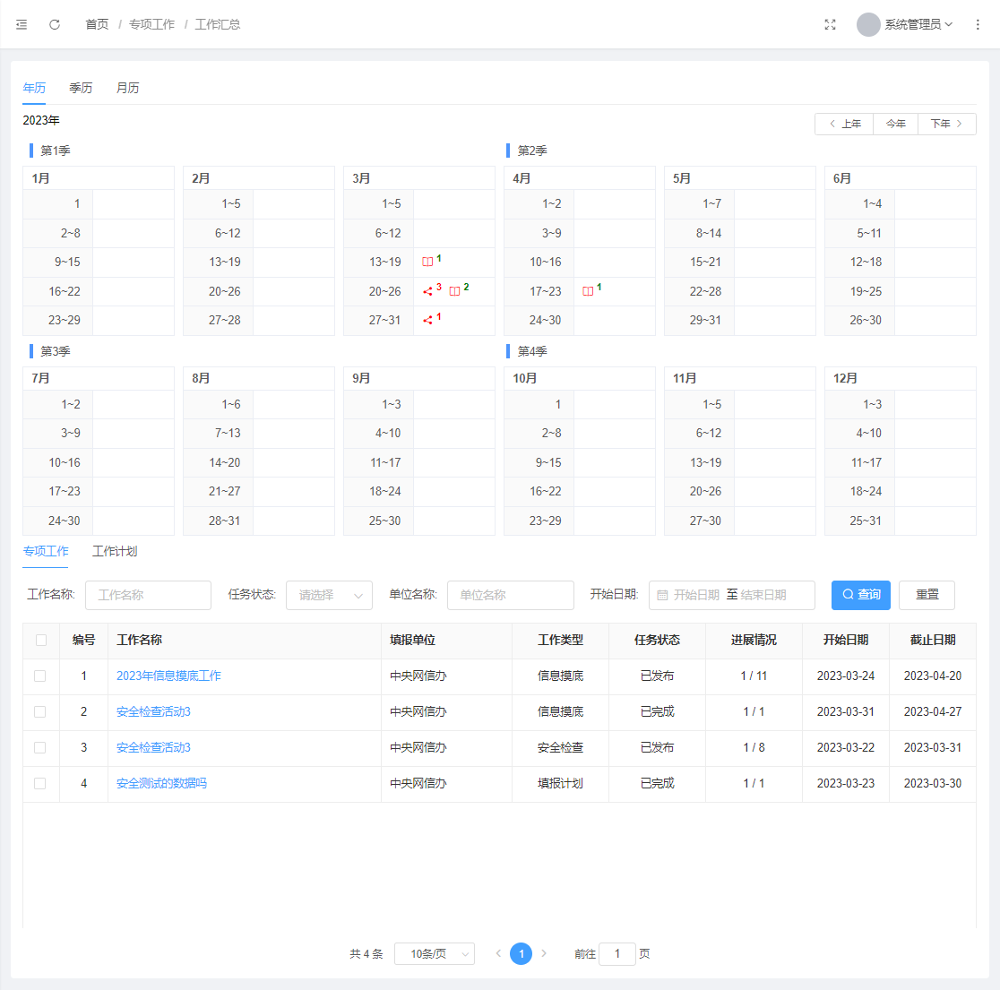 首页 / 专项工作 / 工作汇总
系统管理员
年历 季历 月历
2023年
上年 今年 下年
第1季 第2季
1月 2月 3月 4月 5月 6月
1 1~5 1~5 1~2 1~7 1~4
2~8 6~12 6~12 3~9 8~14 5~11
9~15 13~19 13~19 1 10~16 15~21 12~18
16~22 20~26 20~26 3 2 17~23 1 22~28 19~25
23~29 27~28 27~31 1 24~30 29~31 26~30
第3季 第4季
7月 8月 9月 10月 11月 12月
1~2 1~6 1~3 1 1~5 1~3
3~9 7~13 4~10 2~8 6~12 4~10
10~16 14~20 11~17 9~15 13~19 11~17
17~23 21~27 18~24 16~22 20~26 18~24
24~30 28~31 25~30 23~29 27~30 25~31
专项工作 工作计划
工作名称: 工作名称 任务状态: 请选择 单位名称: 单位名称 开始日期: 开始日期 至 结束日期 查询 重置
编号 工作名称 填报单位 工作类型 任务状态 进展情况 开始日期 截止日期
1 2023年信息摸底工作 中央网信办 信息摸底 已发布 1 / 11 2023-03-24 2023-04-20
2 安全检查活动3 中央网信办 信息摸底 已完成 1 / 1 2023-03-31 2023-04-27
3 安全检查活动3 中央网信办 安全检查 已发布 1 / 8 2023-03-22 2023-03-31
4 安全测试的数据吗 中央网信办 填报计划 已完成 1 / 1 2023-03-23 2023-03-30
共 4 条 10条/页 1 前往 1 页